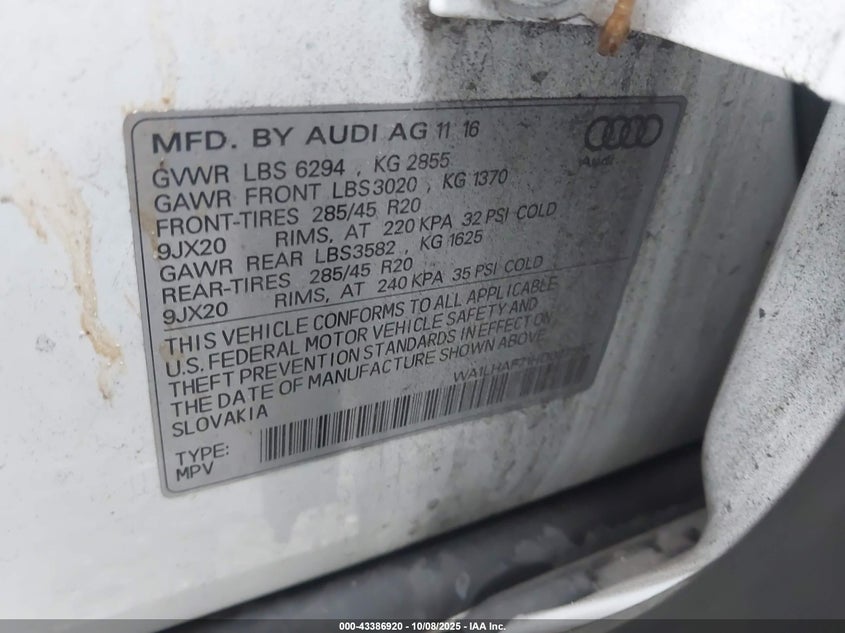 MFD. BY AUDI AG 11 16
Audi
GVWR LBS 6294 , KG 2855
GAWR FRONT LBS3020 , KG 1370
FRONT-TIRES 285/45 R20
9JX20 RIMS, AT 220 KPA 32 PSI COLD
GAWR REAR LBS3582 , KG 1625
REAR-TIRES 285/45 R20
9JX20 RIMS, AT 240 KPA 35 PSI COLD
THIS VEHICLE CONFORMS TO ALL APPLICABLE
U.S. FEDERAL MOTOR VEHICLE SAFETY AND
THEFT PREVENTION STANDARDS IN EFFECT ON
THE DATE OF MANUFACTURE SHOWN ABOVE.
SLOVAKIA
TYPE:
MPV
000-43386920 - 10/08/2025 - IAA Inc.